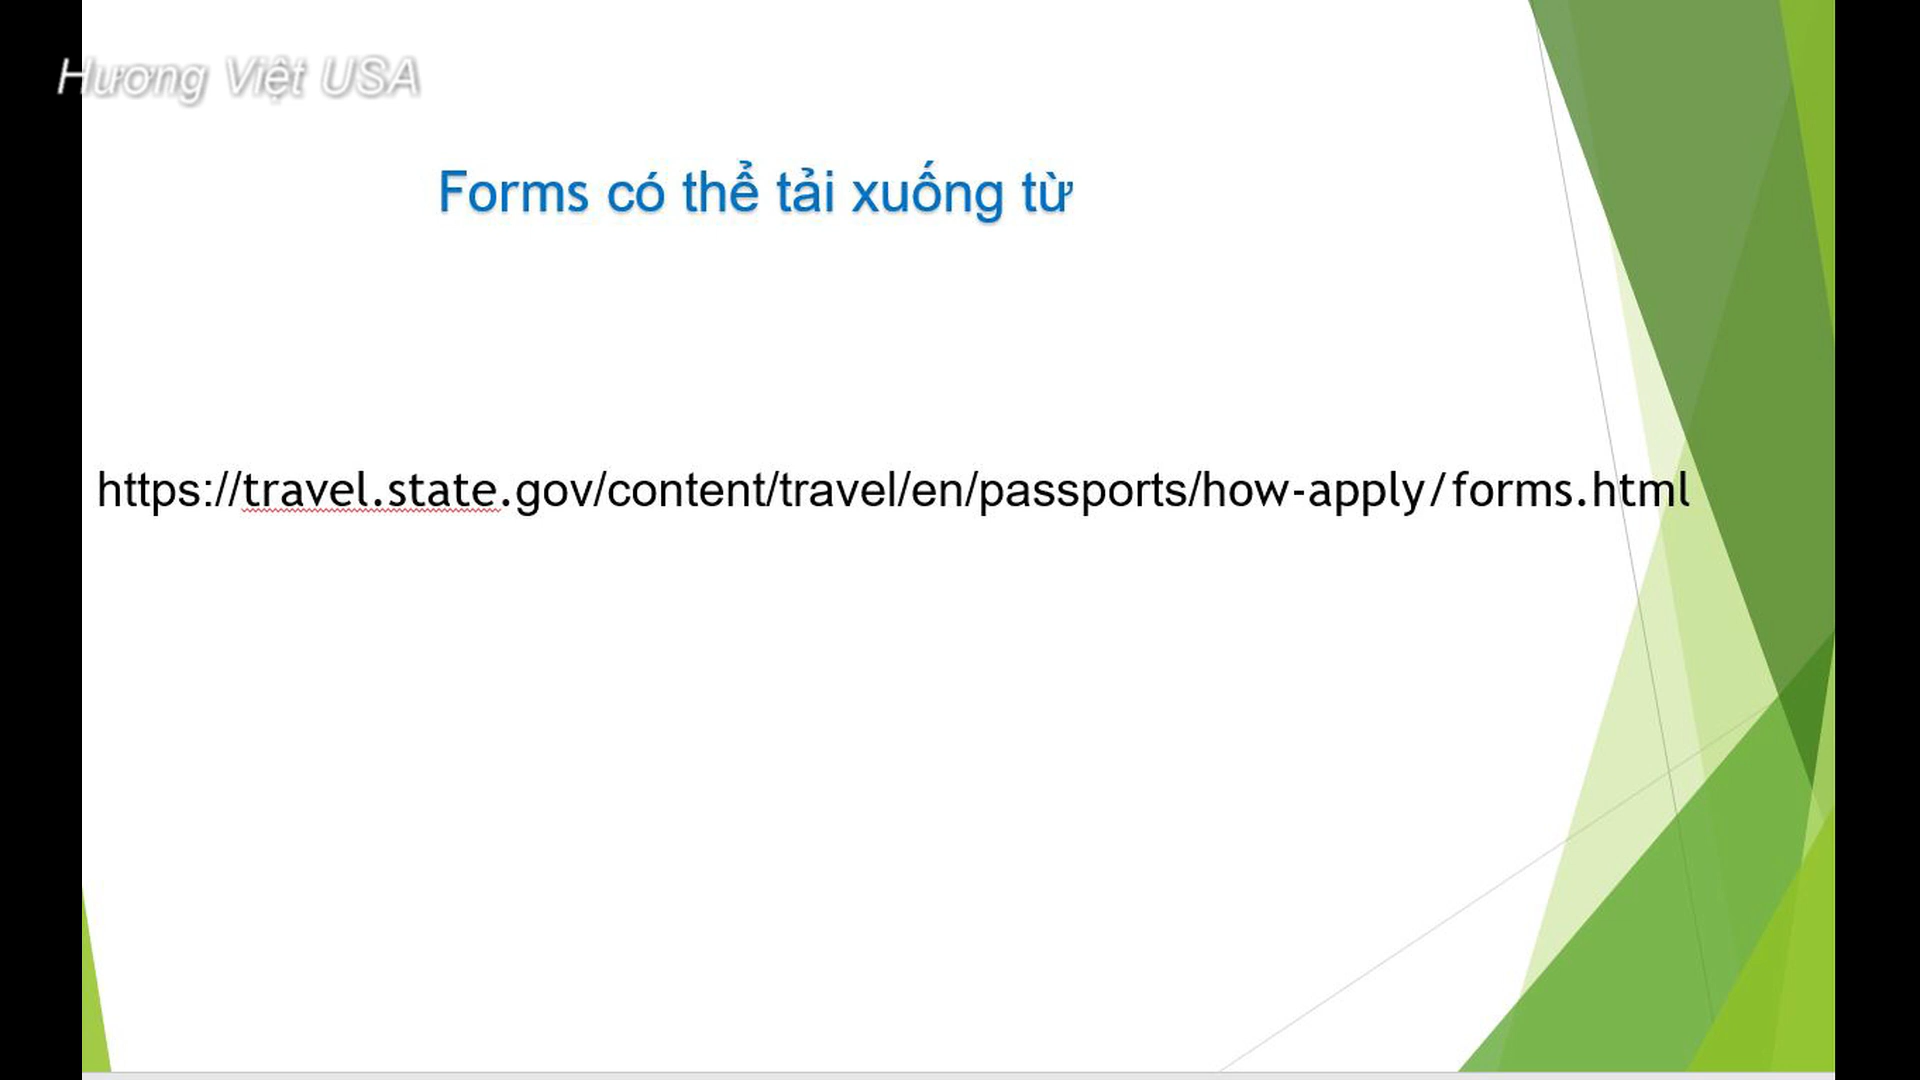 Hương Việt USA
Forms có thể tải xuống từ
https://travel.state.gov/content/travel/en/passports/how-apply/forms.html